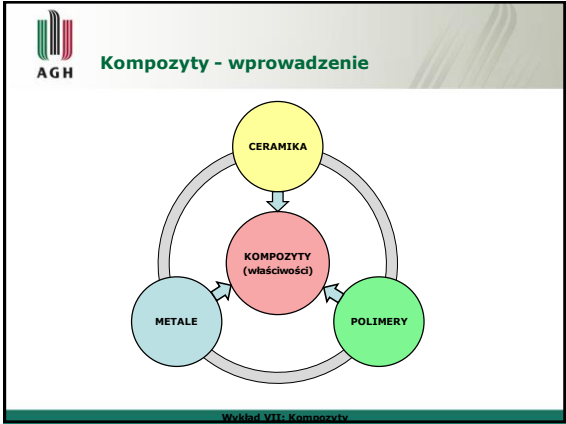 AGH
Kompozyty - wprowadzenie
CERAMIKA
KOMPOZYTY
(właściwości)
METALE
POLIMERY
Wykład VII: Kompozyty